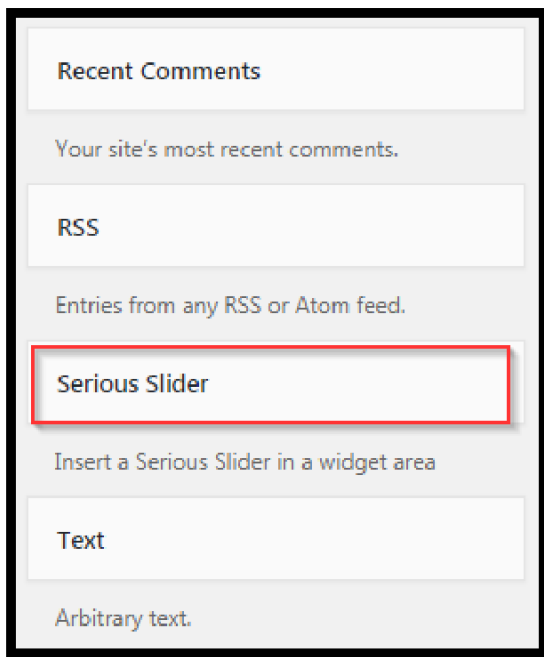 Recent Comments
Your site's most recent comments.
RSS
Entries from any RSS or Atom feed.
Serious Slider
Insert a Serious Slider in a widget area
Text
Arbitrary text.